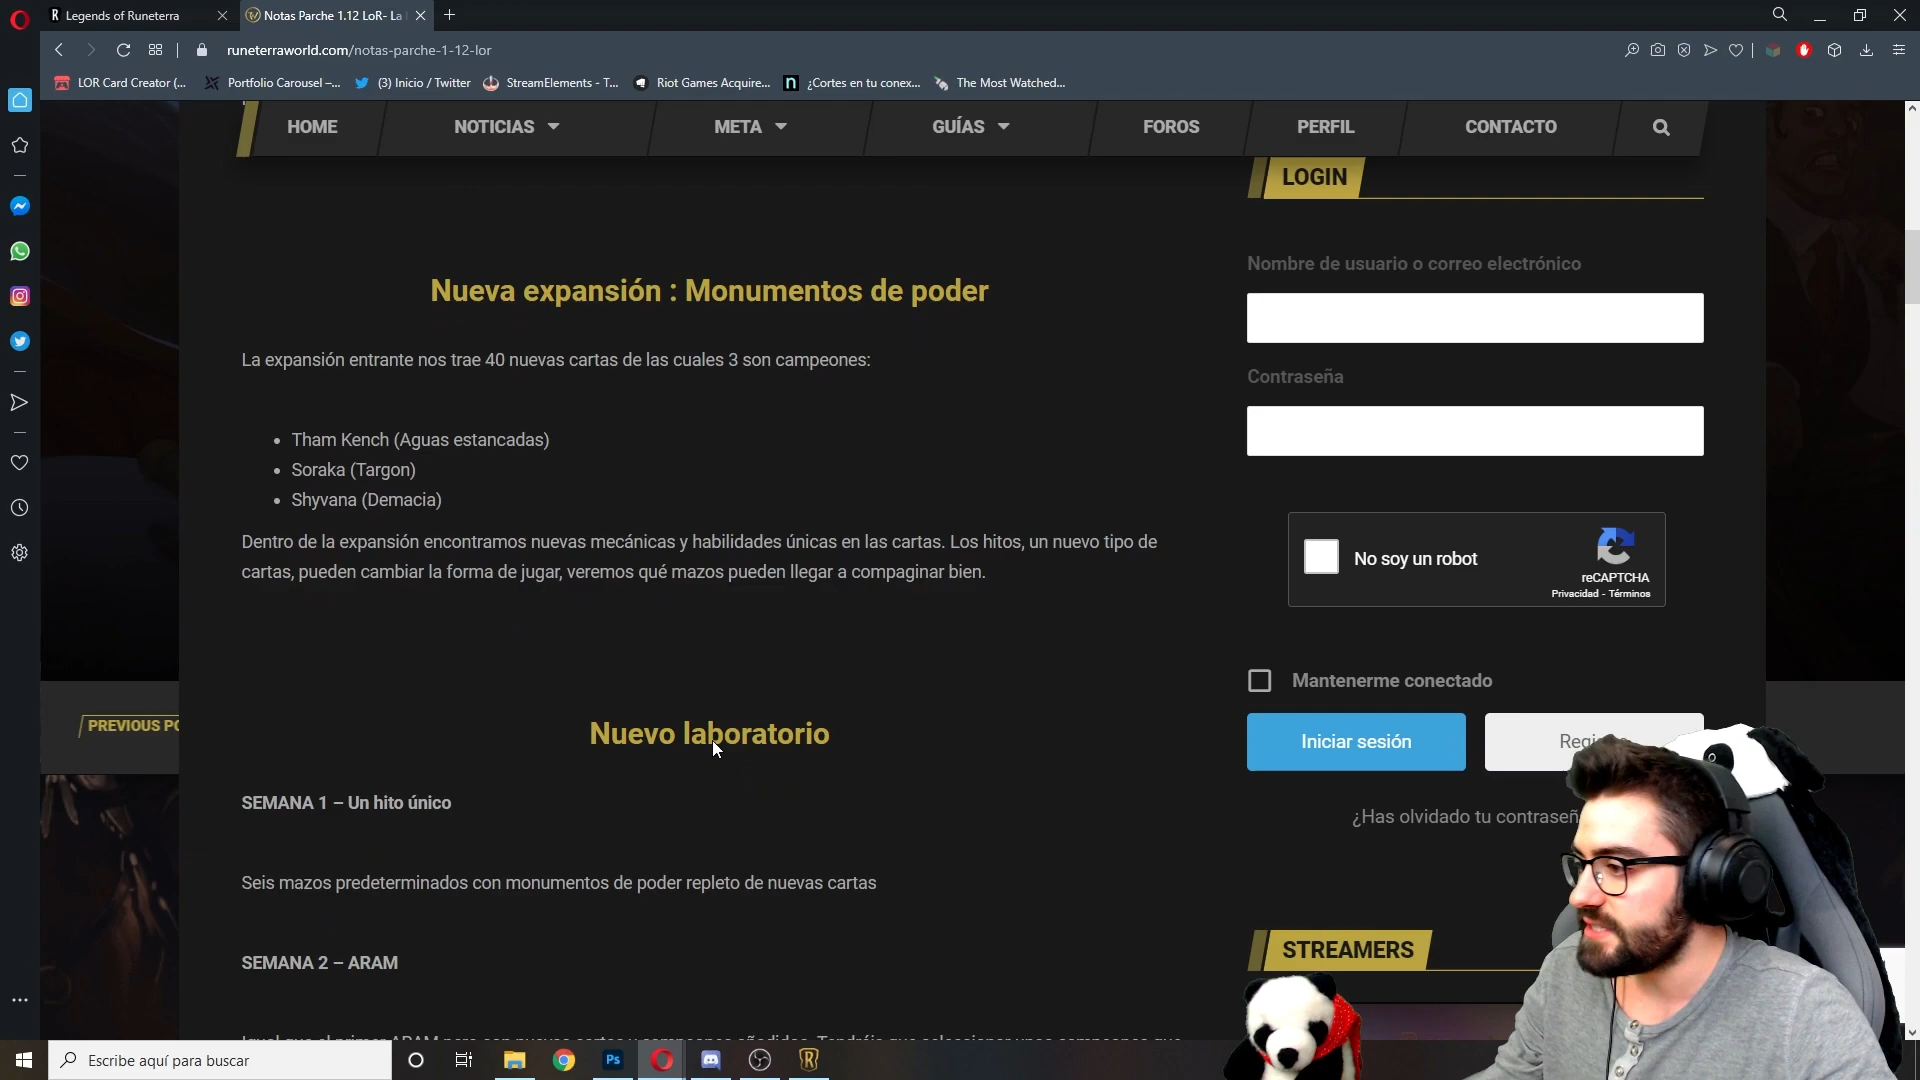 Legends of Runeterra
Notas Parche 1.12 LoR- La
runeterraworld.com/notas-parche-1-12-lor
LOR Card Creator (...
Portfolio Carousel –...
(3) Inicio / Twitter
StreamElements - T...
Riot Games Acquire...
¿Cortes en tu conex...
The Most Watched...
HOME
NOTICIAS
META
GUÍAS
FOROS
PERFIL
CONTACTO
LOGIN
Nueva expansión : Monumentos de poder
La expansión entrante nos trae 40 nuevas cartas de las cuales 3 son campeones:
• Tham Kench (Aguas estancadas)
• Soraka (Targon)
• Shyvana (Demacia)
Dentro de la expansión encontramos nuevas mecánicas y habilidades únicas en las cartas. Los hitos, un nuevo tipo de
cartas, pueden cambiar la forma de jugar, veremos qué mazos pueden llegar a compaginar bien.
Nuevo laboratorio
SEMANA 1 – Un hito único
Seis mazos predeterminados con monumentos de poder repleto de nuevas cartas
SEMANA 2 – ARAM
PREVIOUS PO
Nombre de usuario o correo electrónico
Contraseña
No soy un robot
reCAPTCHA
Privacidad - Términos
Mantenerme conectado
Iniciar sesión
¿Has olvidado tu contraseñ
STREAMERS
Escribe aquí para buscar
Ps